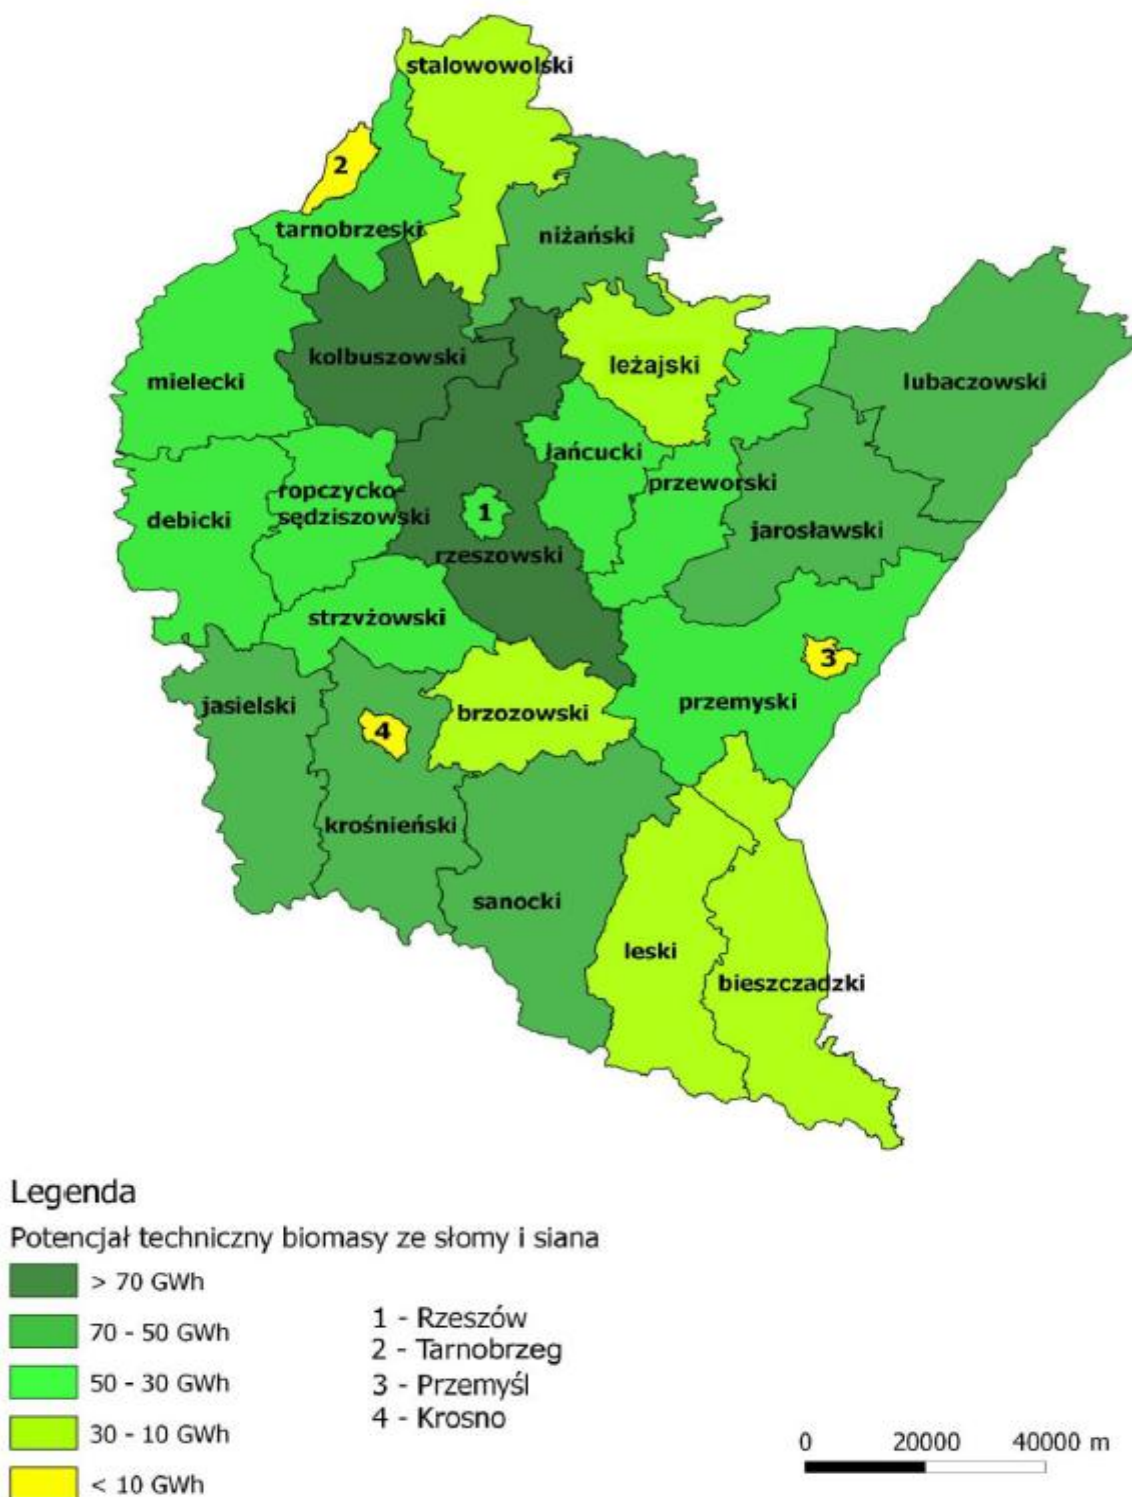 stalowowolski
2
tarnobrzeski
niżański
kolbuszowski
leżajski
mielecki
lubaczowski
łańcucki
przeworski
ropczycko-
sędziszowski
1
debicki
jarosławski
rzeszowski
strzyżowski
3
jasielski
przemyski
brzozowski
4
krośnieński
sanocki
leski
bieszczadzki
Legenda
Potencjał techniczny biomasy ze słomy i siana
> 70 GWh
70 - 50 GWh
50 - 30 GWh
30 - 10 GWh
< 10 GWh
1 - Rzeszów
2 - Tarnobrzeg
3 - Przemyśl
4 - Krosno
0 20000 40000 m